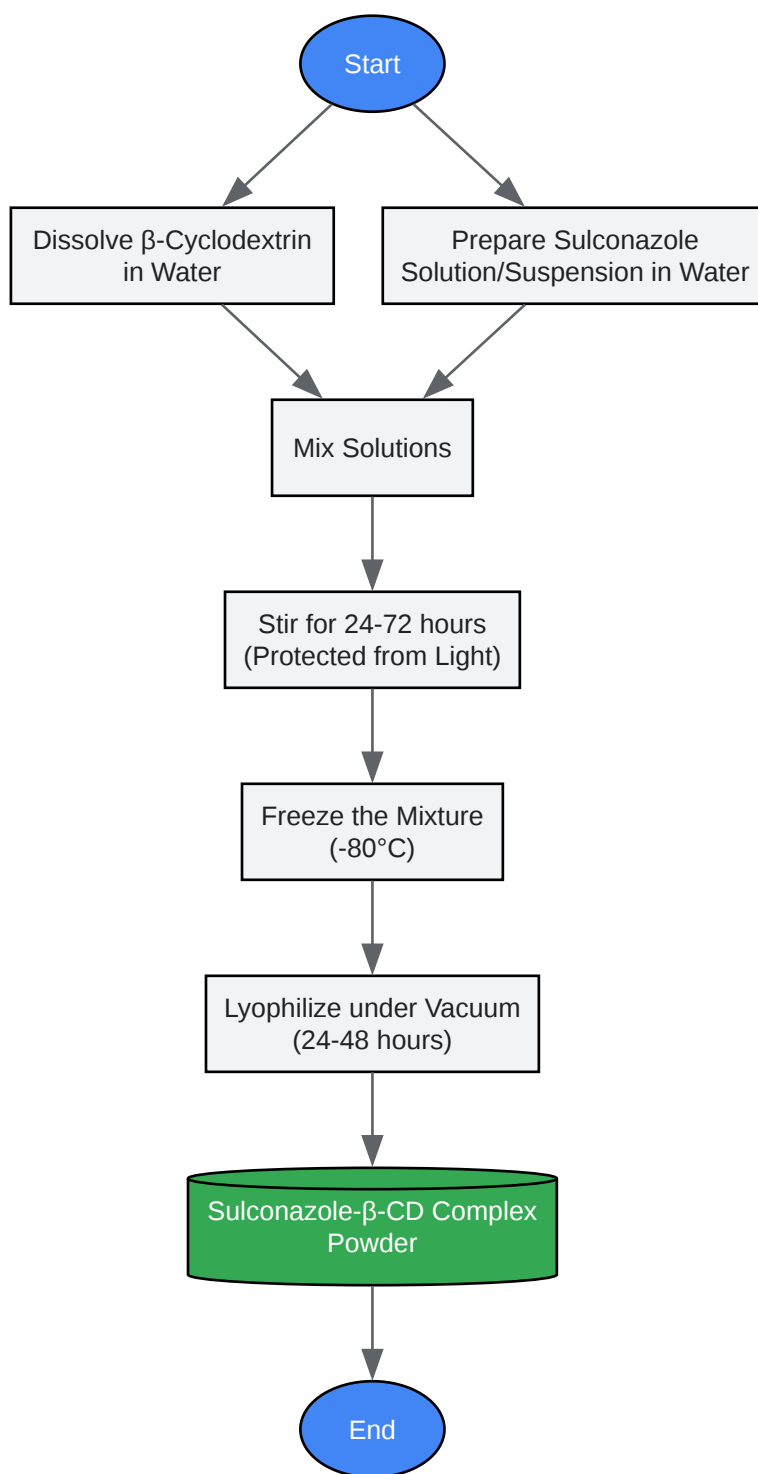 Start
Dissolve β-Cyclodextrin
in Water
Prepare Sulconazole
Solution/Suspension in Water
Mix Solutions
Stir for 24-72 hours
(Protected from Light)
Freeze the Mixture
(-80°C)
Lyophilize under Vacuum
(24-48 hours)
Sulconazole-β-CD Complex
Powder
End